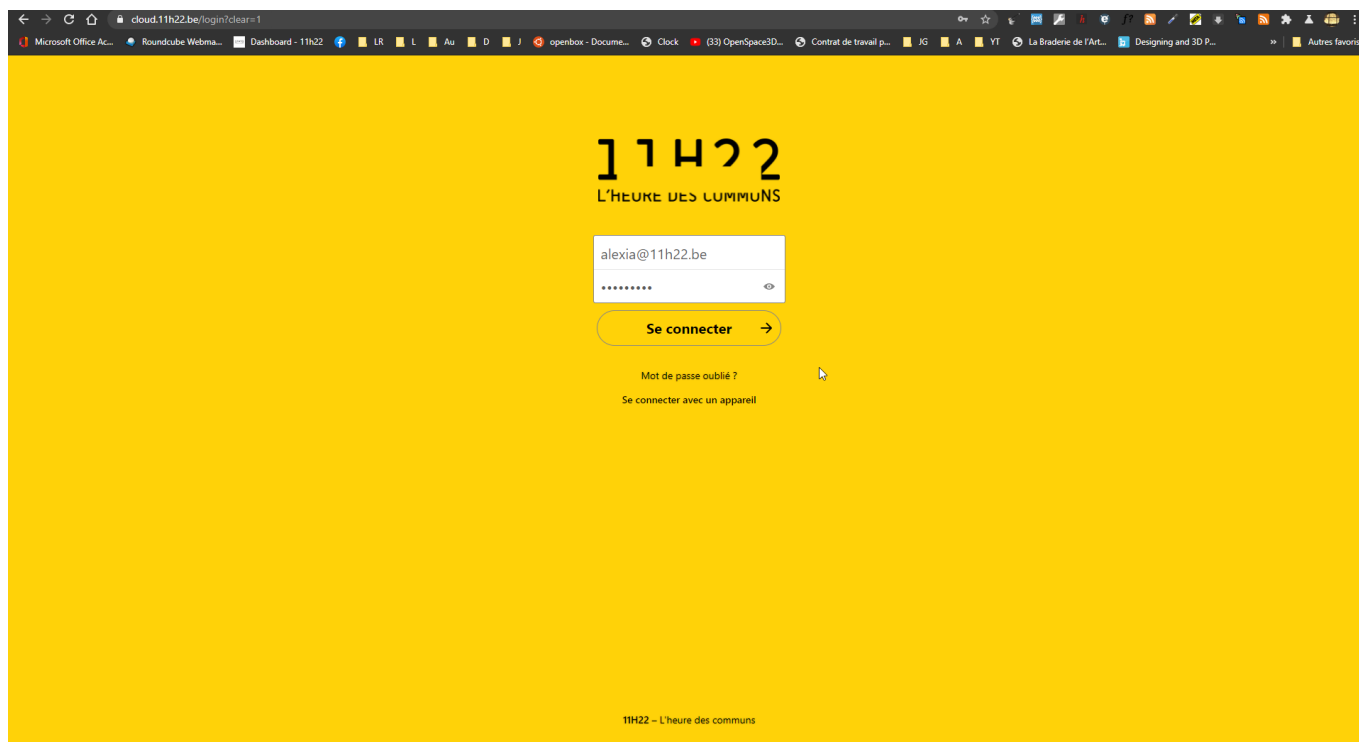 cloud.11h22.be/login?clear=1
Microsoft Office Ac... Roundcube Webma... Dashboard - 11h22 LR L Au D J openbox - Docume... Clock (33) OpenSpace3D... Contrat de travail p... JG A YT La Braderie de l'Art... Designing and 3D P... » Autres favoris
11H22
L'HEURE DES COMMUNS
alexia@11h22.be
•••••••••
Se connecter →
Mot de passe oublié ?
Se connecter avec un appareil
11H22 – L'heure des communs